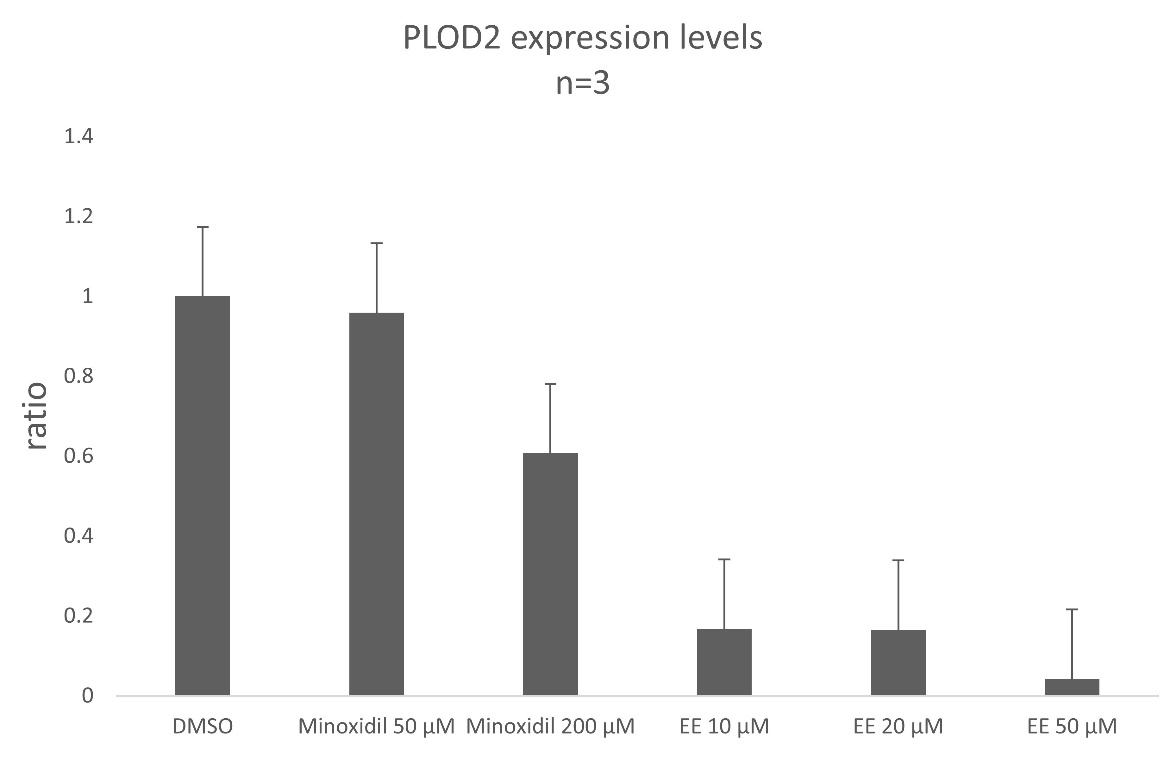 PLOD2 expression levels
n=3
1.4
1.2
1
0.8
0.6
0.4
0.2
0
ratio
DMSO
Minoxidil 50 µM
Minoxidil 200 µM
EE 10 µM
EE 20 µM
EE 50 µM